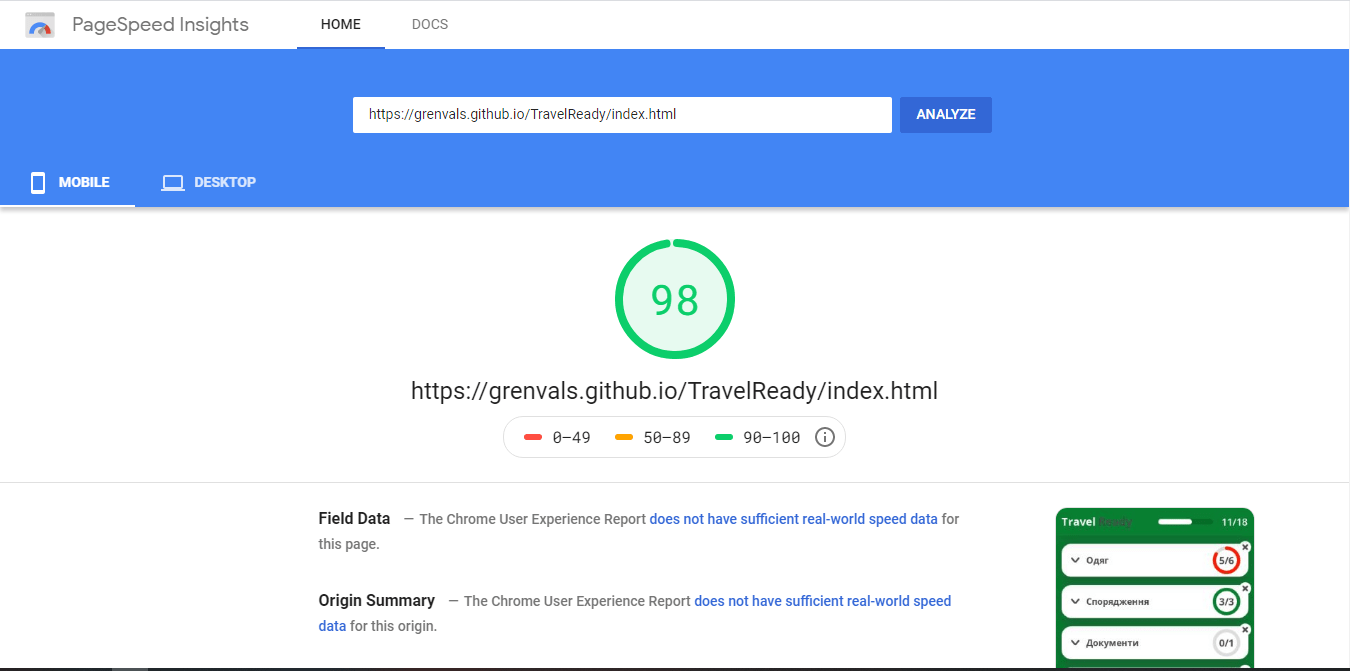 PageSpeed Insights HOME DOCS
https://grenvals.github.io/TravelReady/index.html ANALYZE
MOBILE DESKTOP
98
https://grenvals.github.io/TravelReady/index.html
0–49 50–89 90–100
Field Data — The Chrome User Experience Report does not have sufficient real-world speed data for
this page.
Origin Summary — The Chrome User Experience Report does not have sufficient real-world speed
data for this origin.
Travel Ready 11/18
Одяг 5/6
Спорядження 3/3
Документи 0/1